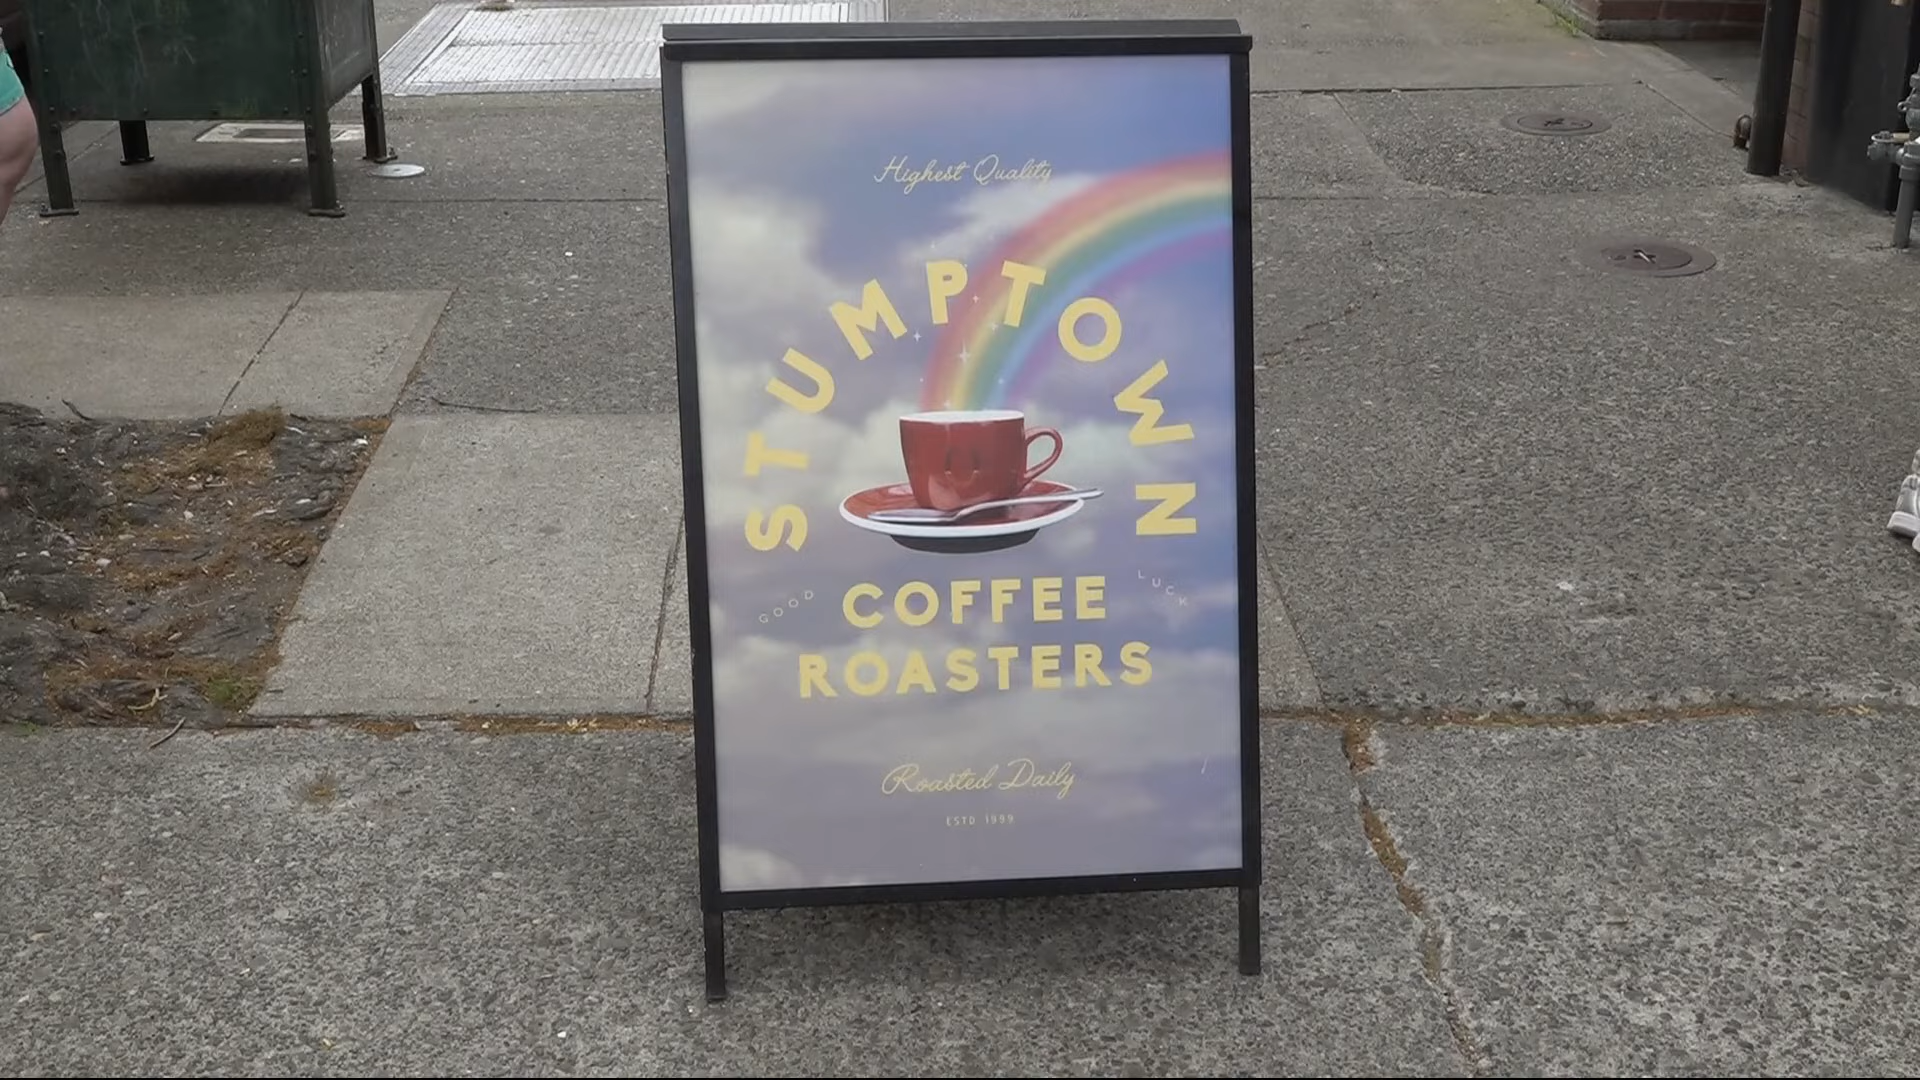 Highest Quality
STUMPTOWN
GOOD LUCK
COFFEE
ROASTERS
Roasted Daily
ESTD 1999